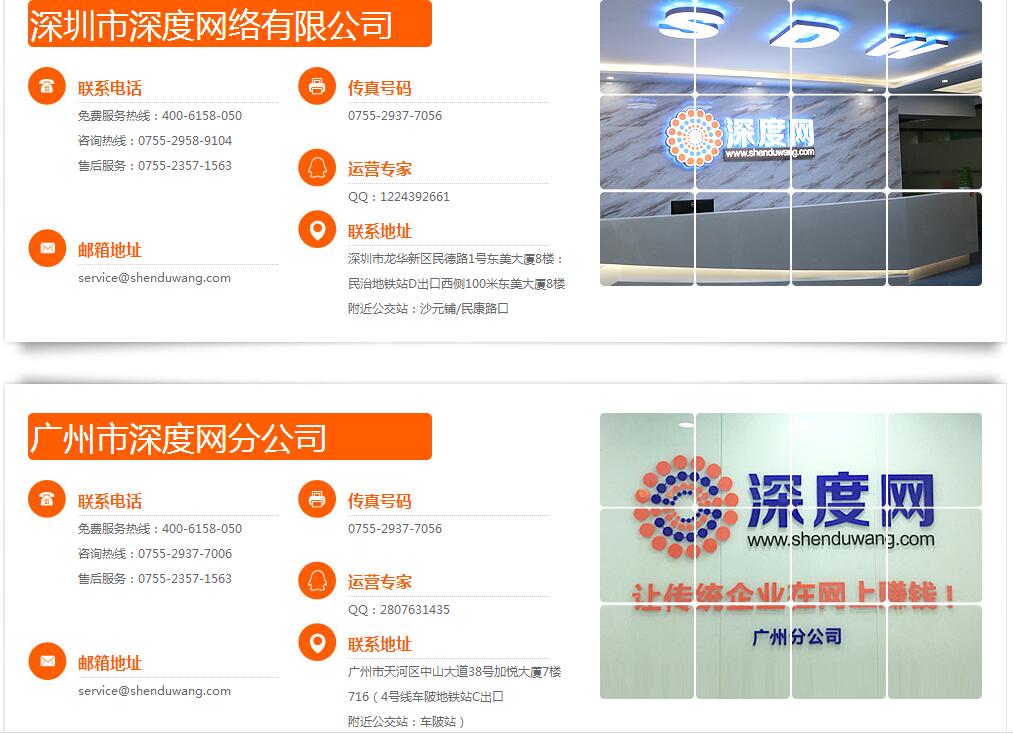 深圳市深度网络有限公司
联系电话
免费服务热线：400-6158-050
咨询热线：0755-2958-9104
售后服务：0755-2357-1563
传真号码
0755-2937-7056
运营专家
QQ：1224392661
邮箱地址
service@shenduwang.com
联系地址
深圳市龙华新区民德路1号东美大厦8楼：
民治地铁站D出口西侧100米东美大厦8楼
附近公交站：沙元铺/民康路口
SDW
深度网
www.shenduwang.com
广州市深度网分公司
联系电话
免费服务热线：400-6158-050
咨询热线：0755-2937-7006
售后服务：0755-2357-1563
传真号码
0755-2937-7056
运营专家
QQ：2807631435
邮箱地址
service@shenduwang.com
联系地址
广州市天河区中山大道38号加悦大厦7楼
716（4号线车陂地铁站C出口
附近公交站：车陂站）
深度网
www.shenduwang.com
让传统企业在网上赚钱！
广州分公司